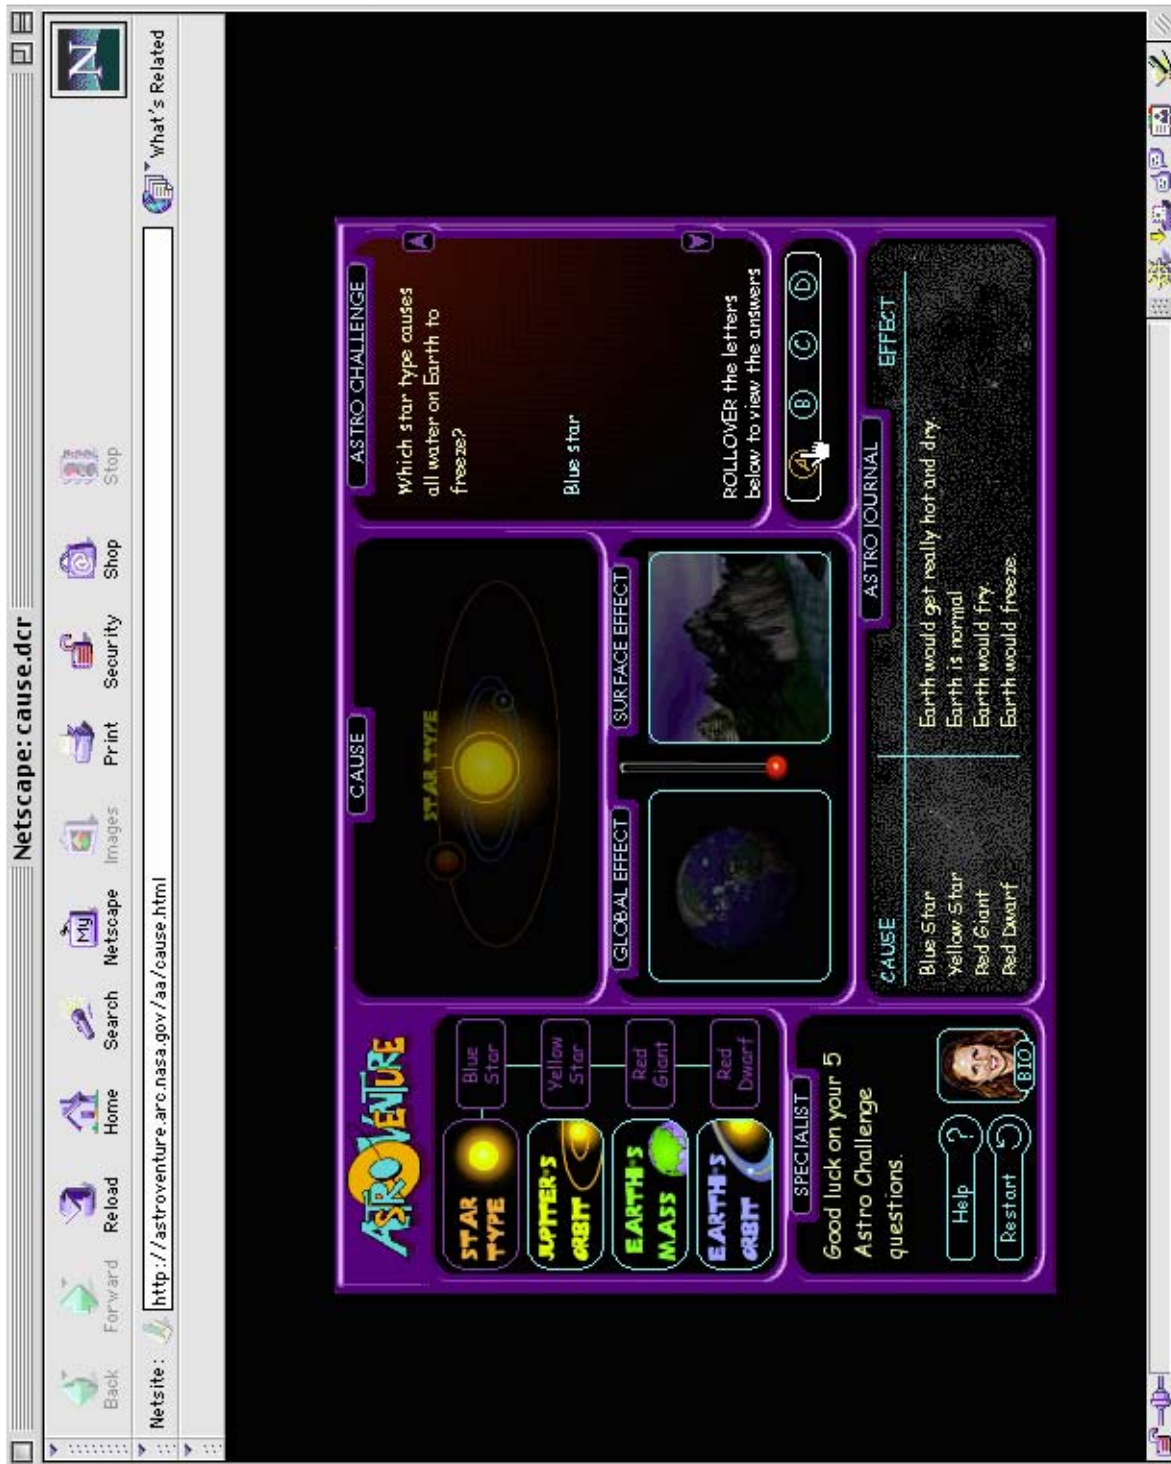 Netscape: cause.dcr
Back Forward Reload Home Search Netscape Images Print Security Shop Stop
My
N
Netsite: http://astroventure.arc.nasa.gov/aa/cause.html What's Related
ASTROVENTURE
STAR TYPE
JUPITER'S ORBIT
EARTH'S MASS
EARTH'S ORBIT
Blue Star
Yellow Star
Red Giant
Red Dwarf
SPECIALIST
Good luck on your 5
Astro Challenge
questions.
Help ?
Restart
BIO
CAUSE
STAR TYPE
GLOBAL EFFECT
SURFACE EFFECT
ASTRO CHALLENGE
Which star type causes
all water on Earth to
freeze?
Blue star
ROLLOVER the letters
below to view the answers
A B C D
ASTRO JOURNAL
CAUSE EFFECT
Blue Star Earth would get really hot and dry.
Yellow Star Earth is normal
Red Giant Earth would fry.
Red Dwarf Earth would freeze.